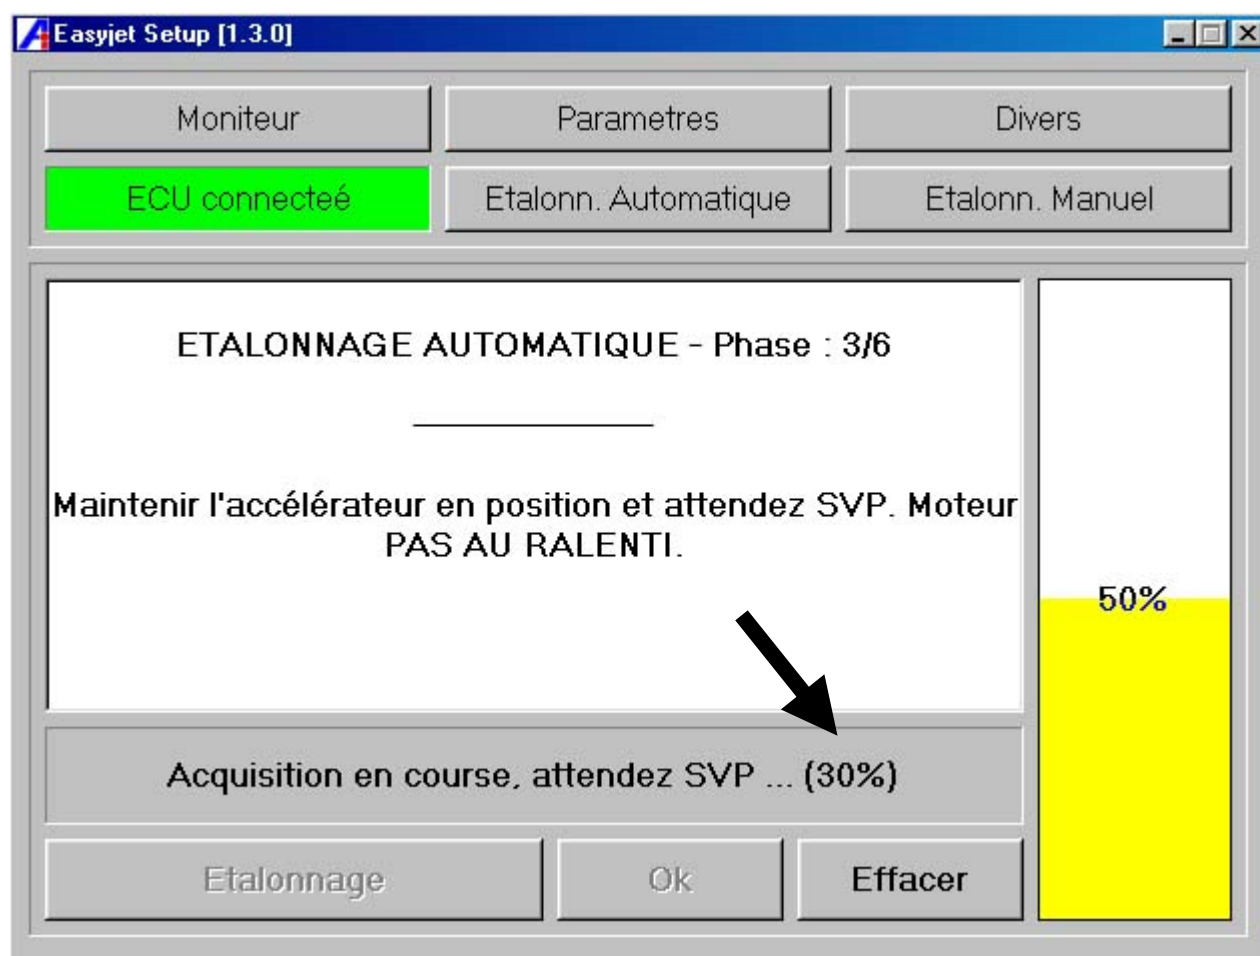 Easyjet Setup [1.3.0]
Moniteur
Parametres
Divers
ECU connecteé
Etalonn. Automatique
Etalonn. Manuel
ETALONNAGE AUTOMATIQUE - Phase : 3/6
Maintenir l'accélérateur en position et attendez SVP. Moteur
PAS AU RALENTI.
50%
Acquisition en course, attendez SVP ... (30%)
Etalonnage
Ok
Effacer